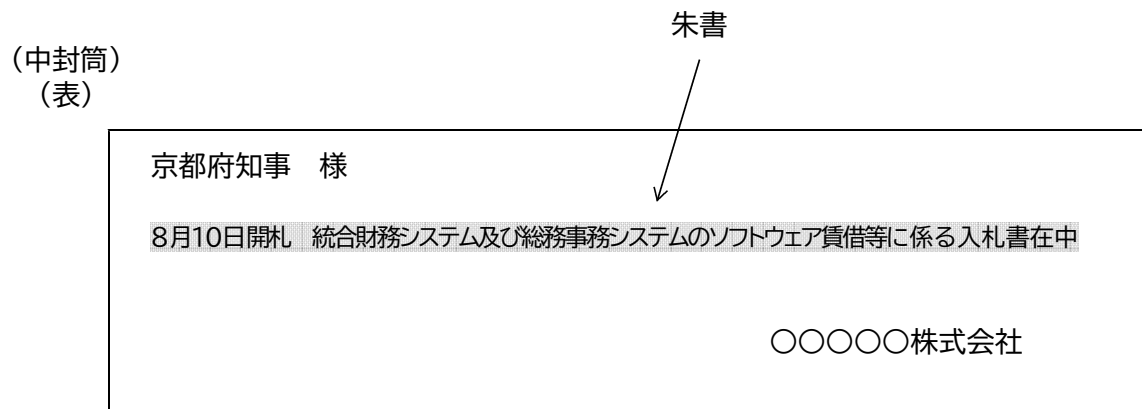 朱書
（中封筒）
（表）
京都府知事　様
８月10日開札　統合財務システム及び総務事務システムのソフトウェア賃借等に係る入札書在中
○○○○○株式会社